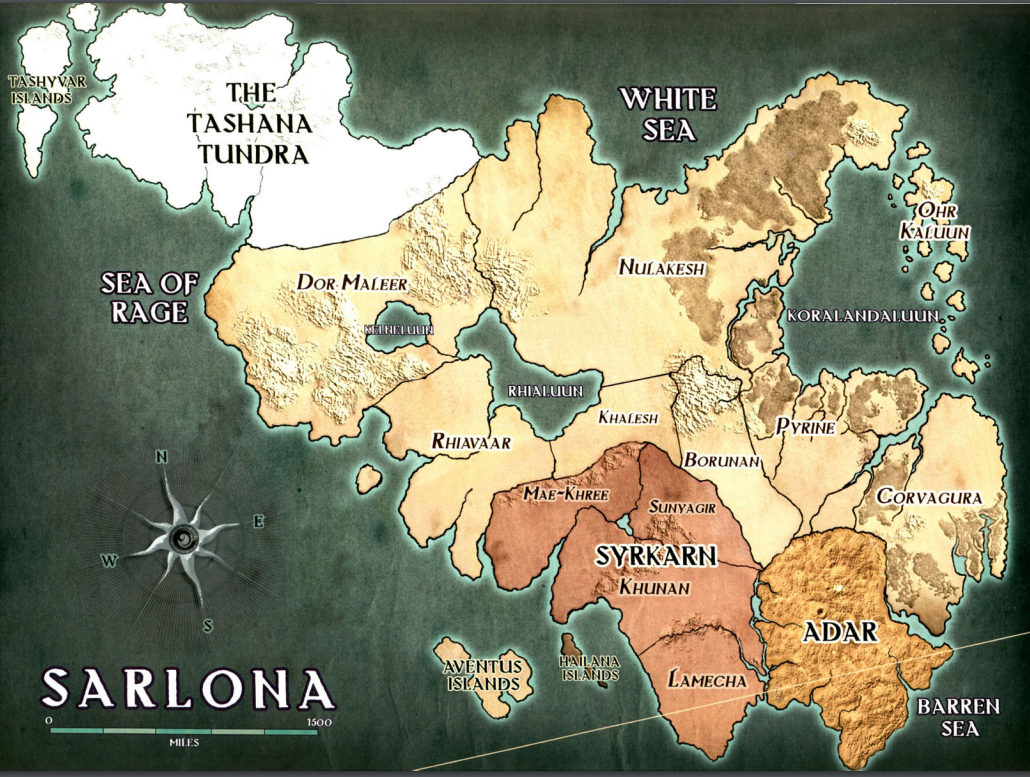 TASHYVAR
ISLANDS
THE
TASHANA
TUNDRA
WHITE
SEA
OHR
KALUUN
NULAKESH
SEA OF
RAGE
DOR MALEER
KELNELUUN
KORALANDALUUN
RHIALUUN
KHALESH
PYRINE
RHIAVAAR
BORUNAN
MAE-KHREE
SUNYAGIR
CORVAGURA
N
E
W
S
SYRKARN
KHUNAN
ADAR
AVENTUS
ISLANDS
HAILANA
ISLANDS
LAMECHA
BARREN
SEA
SARLONA
0 1500
MILES